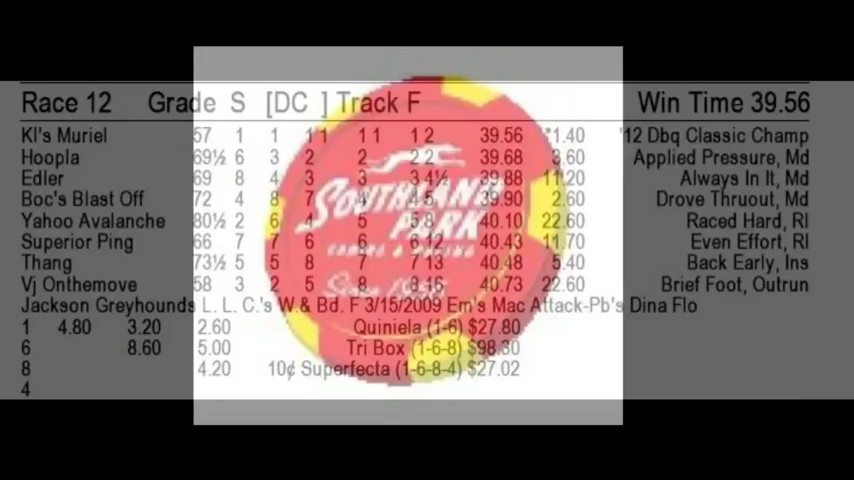 Race 12 Grade S [DC ] Track F Win Time 39.56
Kl's Muriel 57 1 1 1 1 1 1 1 2 39.56 *1.40 '12 Dbq Classic Champ
Hoopla 69½ 6 3 2 2 2 2 39.68 3.60 Applied Pressure, Md
Edler 69 8 4 3 3 3 4½ 39.88 11.20 Always In It, Md
Boc's Blast Off 72 4 8 7 4 5 39.90 2.60 Drove Thruout, Md
Yahoo Avalanche 80½ 2 6 4 5 5 8 40.10 22.60 Raced Hard, Rl
Superior Ping 66 7 7 6 6 6 12 40.43 11.70 Even Effort, Rl
Thang 73½ 5 5 8 7 7 13 40.48 5.40 Back Early, Ins
Vj Onthemove 58 3 2 5 8 8 16 40.73 22.60 Brief Foot, Outrun
Jackson Greyhounds L. L. C.'s W.& Bd. F 3/15/2009 Em's Mac Attack-Pb's Dina Flo
1 4.80 3.20 2.60 Quiniela (1-6) $27.80
6 8.60 5.00 Tri Box (1-6-8) $98.30
8 4.20 10¢ Superfecta (1-6-8-4) $27.02
4
SOUTHLAND
PARK
GAMING & RACING
Since 1956